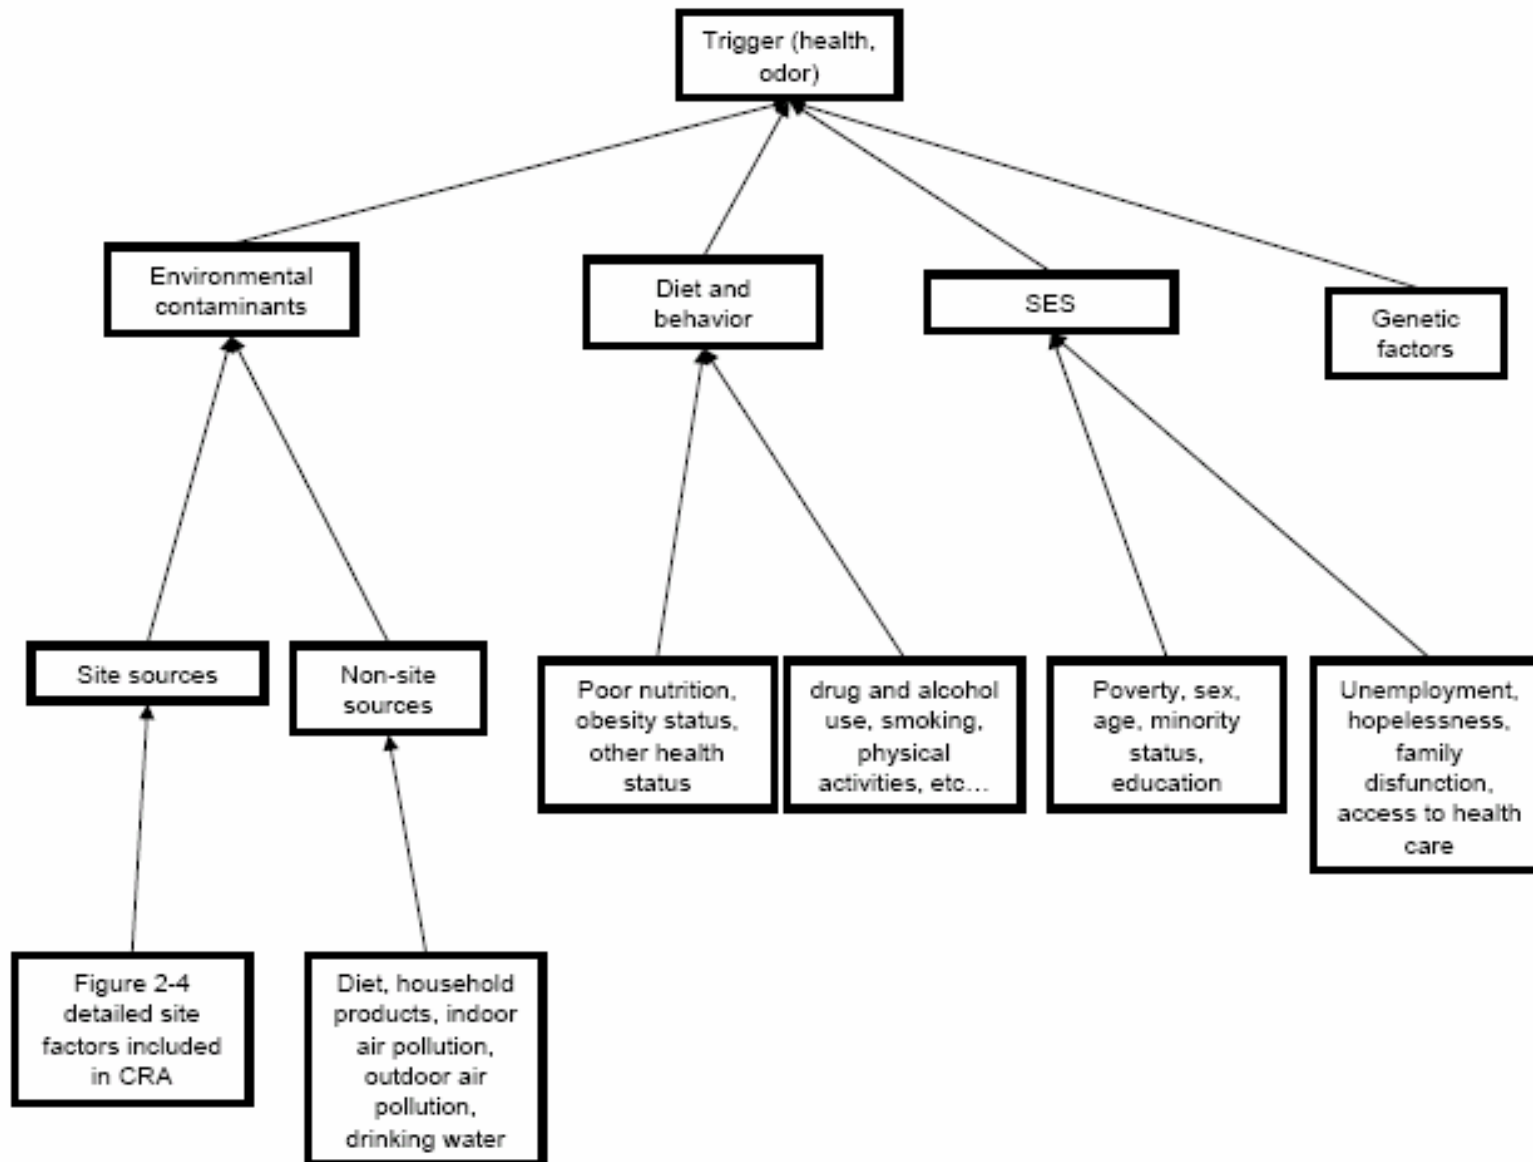 Trigger (health,
odor)
Environmental
contaminants
Diet and
behavior
SES
Genetic
factors
Site sources
Non-site
sources
Poor nutrition,
obesity status,
other health
status
drug and alcohol
use, smoking,
physical
activities, etc...
Poverty, sex,
age, minority
status,
education
Unemployment,
hopelessness,
family
disfunction,
access to health
care
Figure 2-4
detailed site
factors included
in CRA
Diet, household
products, indoor
air pollution,
outdoor air
pollution,
drinking water